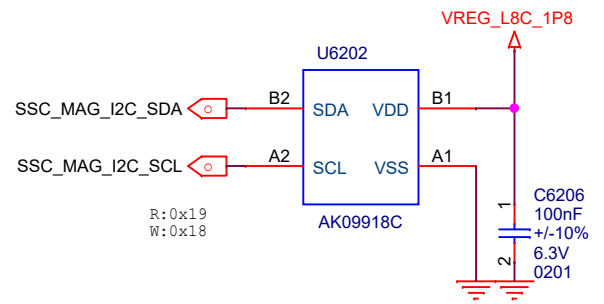 VREG_L8C_1P8
U6202
SSC_MAG_I2C_SDA
B2
SDA
VDD
B1
SSC_MAG_I2C_SCL
A2
SCL
VSS
A1
R:0x19
W:0x18
AK09918C
1
2
C6206
100nF
+/-10%
6.3V
0201